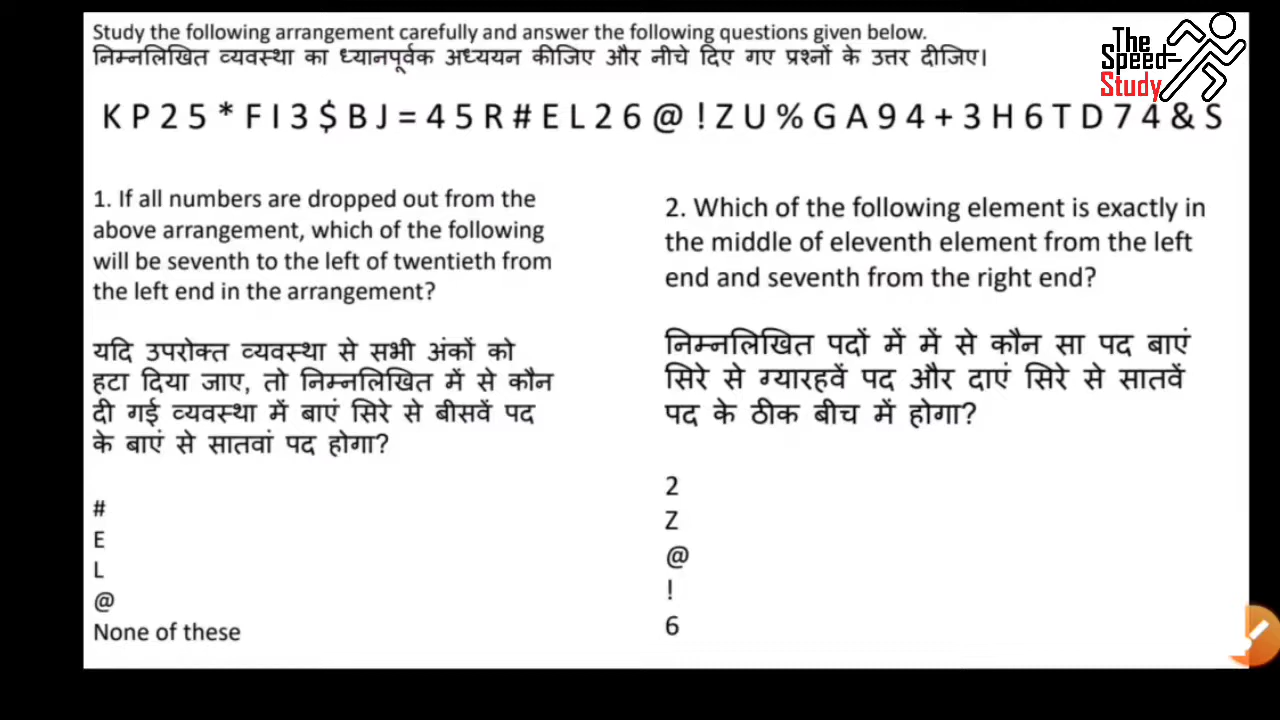 Study the following arrangement carefully and answer the following questions given below.
निम्नलिखित व्यवस्था का ध्यानपूर्वक अध्ययन कीजिए और नीचे दिए गए प्रश्नों के उत्तर दीजिए।
The
Speed
Study
K P 2 5 * F I 3 $ B J = 4 5 R # E L 2 6 @ ! Z U % G A 9 4 + 3 H 6 T D 7 4 & S
1. If all numbers are dropped out from the
above arrangement, which of the following
will be seventh to the left of twentieth from
the left end in the arrangement?
यदि उपरोक्त व्यवस्था से सभी अंकों को
हटा दिया जाए, तो निम्नलिखित में से कौन
दी गई व्यवस्था में बाएं सिरे से बीसवें पद
के बाएं से सातवां पद होगा?
#
E
L
@
None of these
2. Which of the following element is exactly in
the middle of eleventh element from the left
end and seventh from the right end?
निम्नलिखित पदों में में से कौन सा पद बाएं
सिरे से ग्यारहवें पद और दाएं सिरे से सातवें
पद के ठीक बीच में होगा?
2
Z
@
!
6